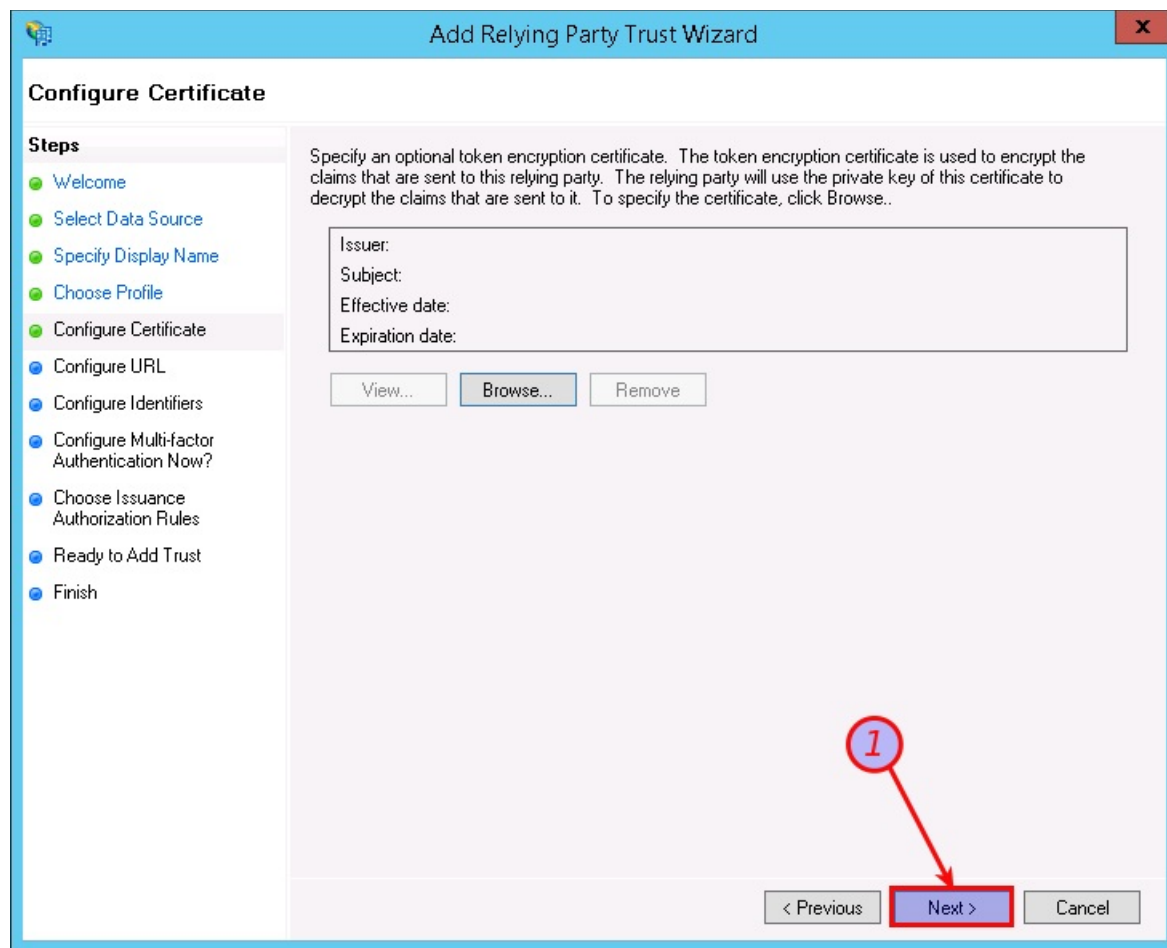 Add Relying Party Trust Wizard
x
Configure Certificate
Steps
Welcome
Select Data Source
Specify Display Name
Choose Profile
Configure Certificate
Configure URL
Configure Identifiers
Configure Multi-factor
Authentication Now?
Choose Issuance
Authorization Rules
Ready to Add Trust
Finish
Specify an optional token encryption certificate.  The token encryption certificate is used to encrypt the
claims that are sent to this relying party.  The relying party will use the private key of this certificate to
decrypt the claims that are sent to it.  To specify the certificate, click Browse..
Issuer:
Subject:
Effective date:
Expiration date:
View... Browse... Remove
1
< Previous Next > Cancel